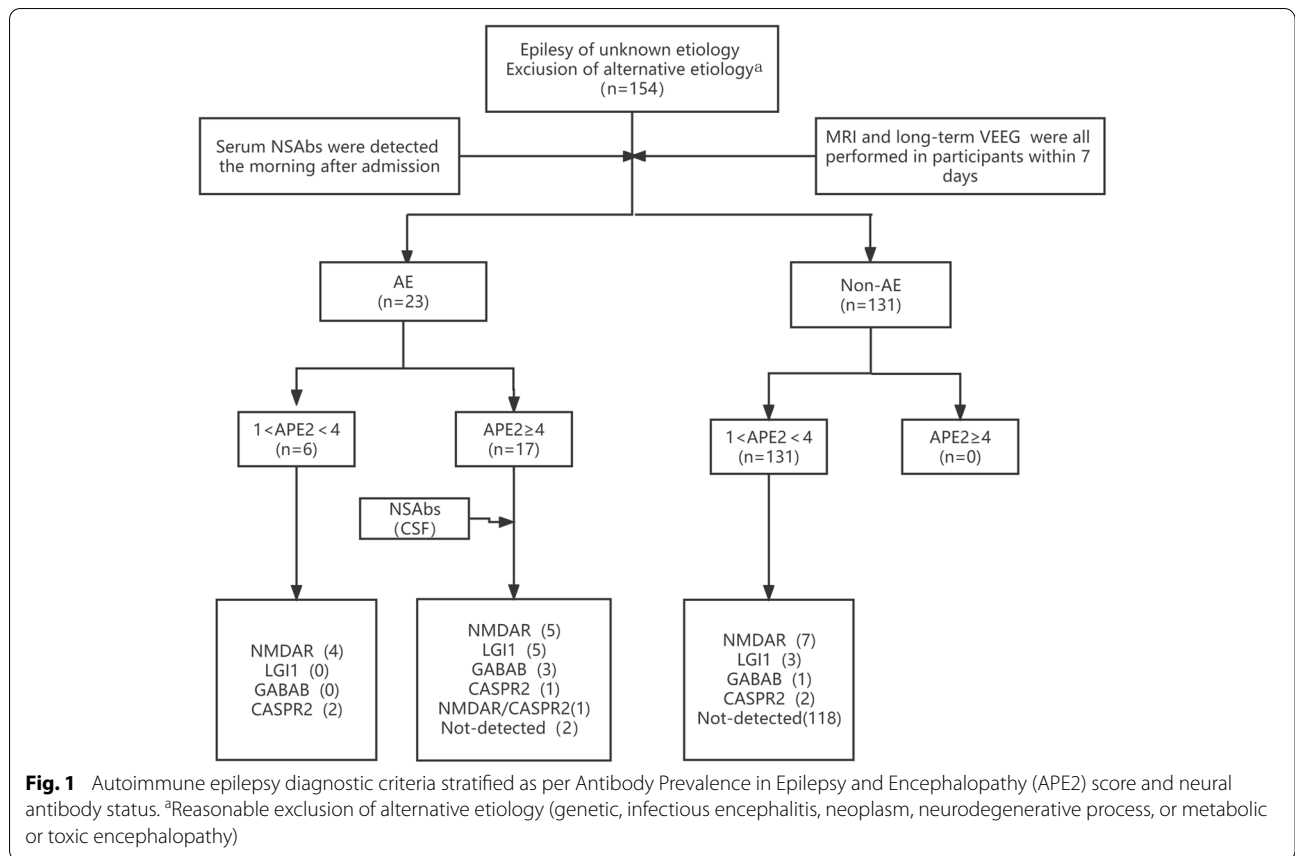 Epilesy of unknown etiology
Exciusion of alternative etiologya
(n=154)
Serum NSAbs were detected
the morning after admission
MRI and long-term VEEG were all
performed in participants within 7
days
AE
(n=23)
Non-AE
(n=131)
1<APE2<4
(n=6)
APE2≥4
(n=17)
1<APE2<4
(n=131)
APE2≥4
(n=0)
NSAbs
(CSF)
NMDAR (4)
LGI1 (0)
GABAB (0)
CASPR2 (2)
NMDAR (5)
LGI1 (5)
GABAB (3)
CASPR2 (1)
NMDAR/CASPR2(1)
Not-detected (2)
NMDAR (7)
LGI1 (3)
GABAB (1)
CASPR2 (2)
Not-detected(118)
Fig. 1 Autoimmune epilepsy diagnostic criteria stratified as per Antibody Prevalence in Epilepsy and Encephalopathy (APE2) score and neural
antibody status. aReasonable exclusion of alternative etiology (genetic, infectious encephalitis, neoplasm, neurodegenerative process, or metabolic
or toxic encephalopathy)